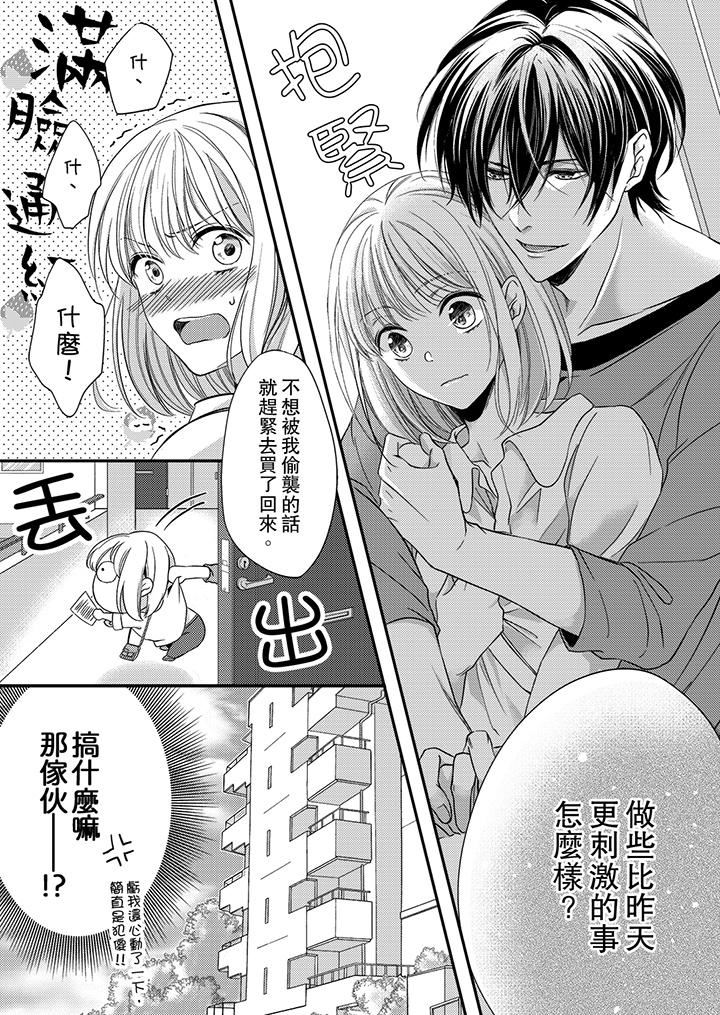 抱緊
做些比昨天
更刺激的事
怎麼樣？
什、
什、
什麼！
滿臉通紅
不想被我偷襲的話
就趕緊去買了回來。
丟出
搞什麼嘛
那傢伙——!?
虧我還心動了一下，
簡直是犯傻!!